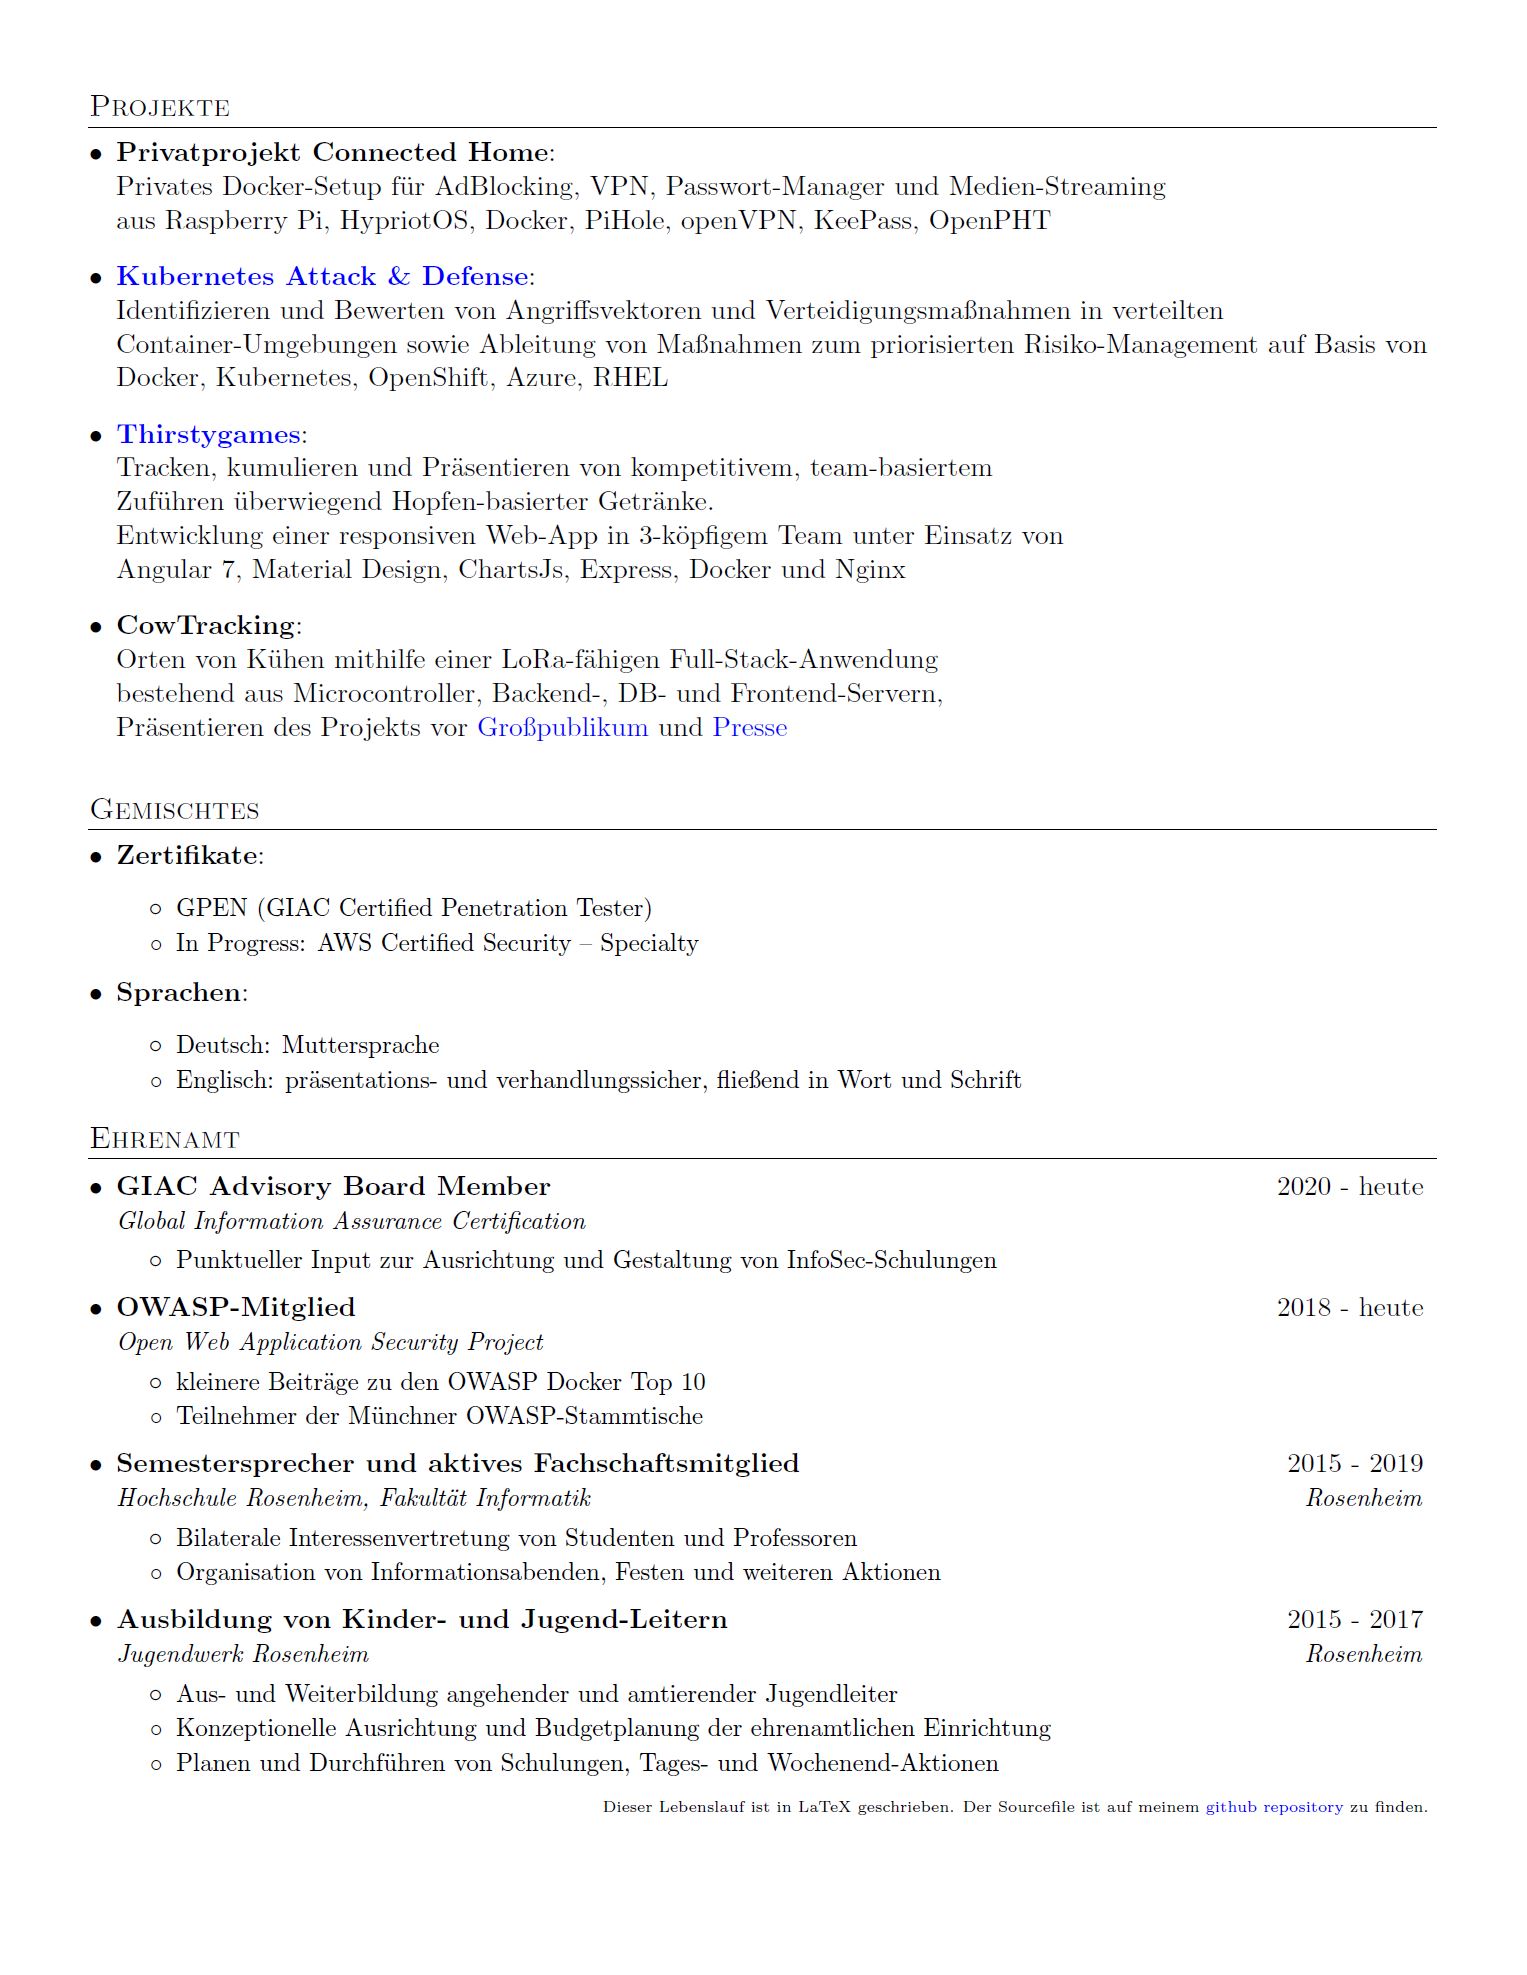 Projekte
• Privatprojekt Connected Home:
Privates Docker-Setup für AdBlocking, VPN, Passwort-Manager und Medien-Streaming
aus Raspberry Pi, HypriotOS, Docker, PiHole, openVPN, KeePass, OpenPHT
• Kubernetes Attack & Defense:
Identifizieren und Bewerten von Angriffsvektoren und Verteidigungsmaßnahmen in verteilten
Container-Umgebungen sowie Ableitung von Maßnahmen zum priorisierten Risiko-Management auf Basis von
Docker, Kubernetes, OpenShift, Azure, RHEL
• Thirstygames:
Tracken, kumulieren und Präsentieren von kompetitivem, team-basiertem
Zuführen überwiegend Hopfen-basierter Getränke.
Entwicklung einer responsiven Web-App in 3-köpfigem Team unter Einsatz von
Angular 7, Material Design, ChartsJs, Express, Docker und Nginx
• CowTracking:
Orten von Kühen mithilfe einer LoRa-fähigen Full-Stack-Anwendung
bestehend aus Microcontroller, Backend-, DB- und Frontend-Servern,
Präsentieren des Projekts vor Großpublikum und Presse
Gemischtes
• Zertifikate:
◦ GPEN (GIAC Certified Penetration Tester)
◦ In Progress: AWS Certified Security – Specialty
• Sprachen:
◦ Deutsch: Muttersprache
◦ Englisch: präsentations- und verhandlungssicher, fließend in Wort und Schrift
Ehrenamt
• GIAC Advisory Board Member 2020 - heute
Global Information Assurance Certification
◦ Punktueller Input zur Ausrichtung und Gestaltung von InfoSec-Schulungen
• OWASP-Mitglied 2018 - heute
Open Web Application Security Project
◦ kleinere Beiträge zu den OWASP Docker Top 10
◦ Teilnehmer der Münchner OWASP-Stammtische
• Semestersprecher und aktives Fachschaftsmitglied 2015 - 2019
Hochschule Rosenheim, Fakultät Informatik Rosenheim
◦ Bilaterale Interessenvertretung von Studenten und Professoren
◦ Organisation von Informationsabenden, Festen und weiteren Aktionen
• Ausbildung von Kinder- und Jugend-Leitern 2015 - 2017
Jugendwerk Rosenheim Rosenheim
◦ Aus- und Weiterbildung angehender und amtierender Jugendleiter
◦ Konzeptionelle Ausrichtung und Budgetplanung der ehrenamtlichen Einrichtung
◦ Planen und Durchführen von Schulungen, Tages- und Wochenend-Aktionen
Dieser Lebenslauf ist in LaTeX geschrieben. Der Sourcefile ist auf meinem github repository zu finden.